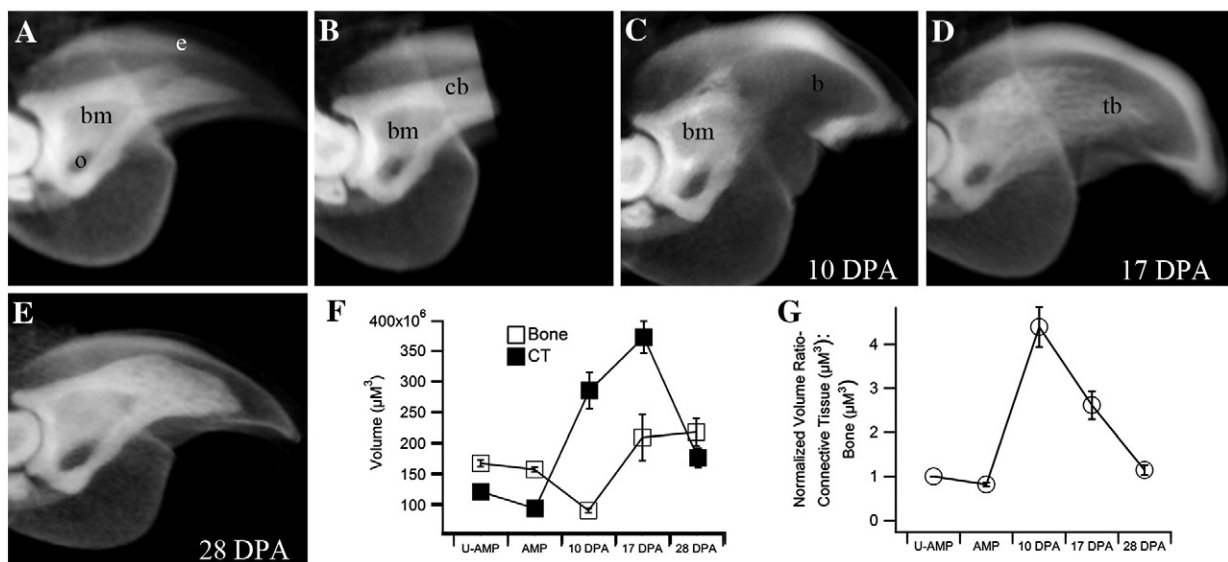 A
e
bm
o
B
cb
bm
C
b
bm
10 DPA
D
tb
17 DPA
E
28 DPA
F
400x10⁶
350
300
250
200
150
100
Volume (µM³)
Bone
CT
U-AMP
AMP
10 DPA
17 DPA
28 DPA
G
Normalized Volume Ratio-
Connective Tissue (µM³):
Bone
(µM³)
4
3
2
1
0
U-AMP
AMP
10 DPA
17 DPA
28 DPA